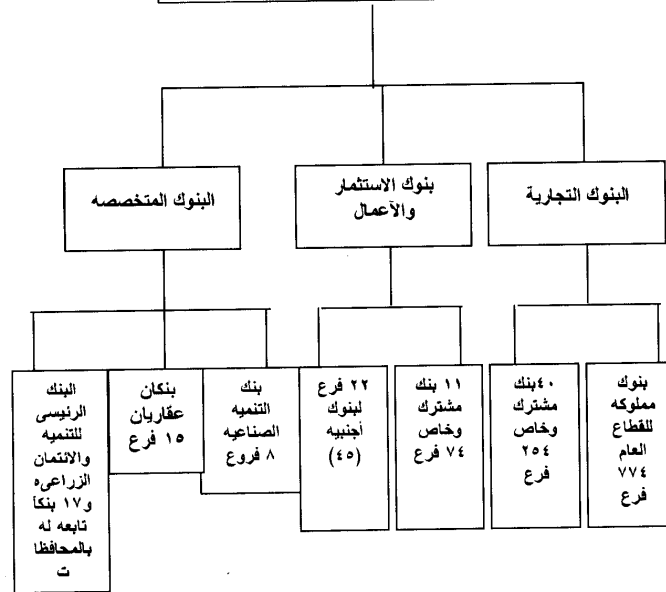 البنوك التجارية
بنوك الاستثمار
والآعمال
البنوك المتخصصه
بنوك
مملوكه
للقطاع
العام
٧٧٤
فرع
٤٠بنك
مشترك
وخاص
٢٥٤
فرع
١١ بنك
مشترك
وخاص
٧٤ فرع
٢٢ فرع
لبنوك
أجنبيه
(٤٥)
بنك
التنميه
الصناعيه
٨ فروع
بنكان
عقاريان
١٥ فرع
البنك
الرئيسى
للتنميه
والائتمان
الزراعىه
و١٧ بنكاً
تابعه له
بالمحافظا
ت